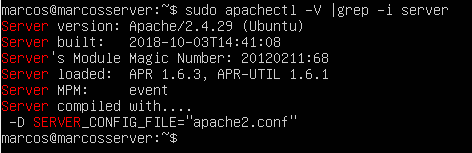 marcos@marcosserver:~$ sudo apachectl -V |grep -i server
Server version: Apache/2.4.29 (Ubuntu)
Server built:   2018-10-03T14:41:08
Server's Module Magic Number: 20120211:68
Server loaded:  APR 1.6.3, APR-UTIL 1.6.1
Server MPM:     event
Server compiled with....
 -D SERVER_CONFIG_FILE="apache2.conf"
marcos@marcosserver:~$